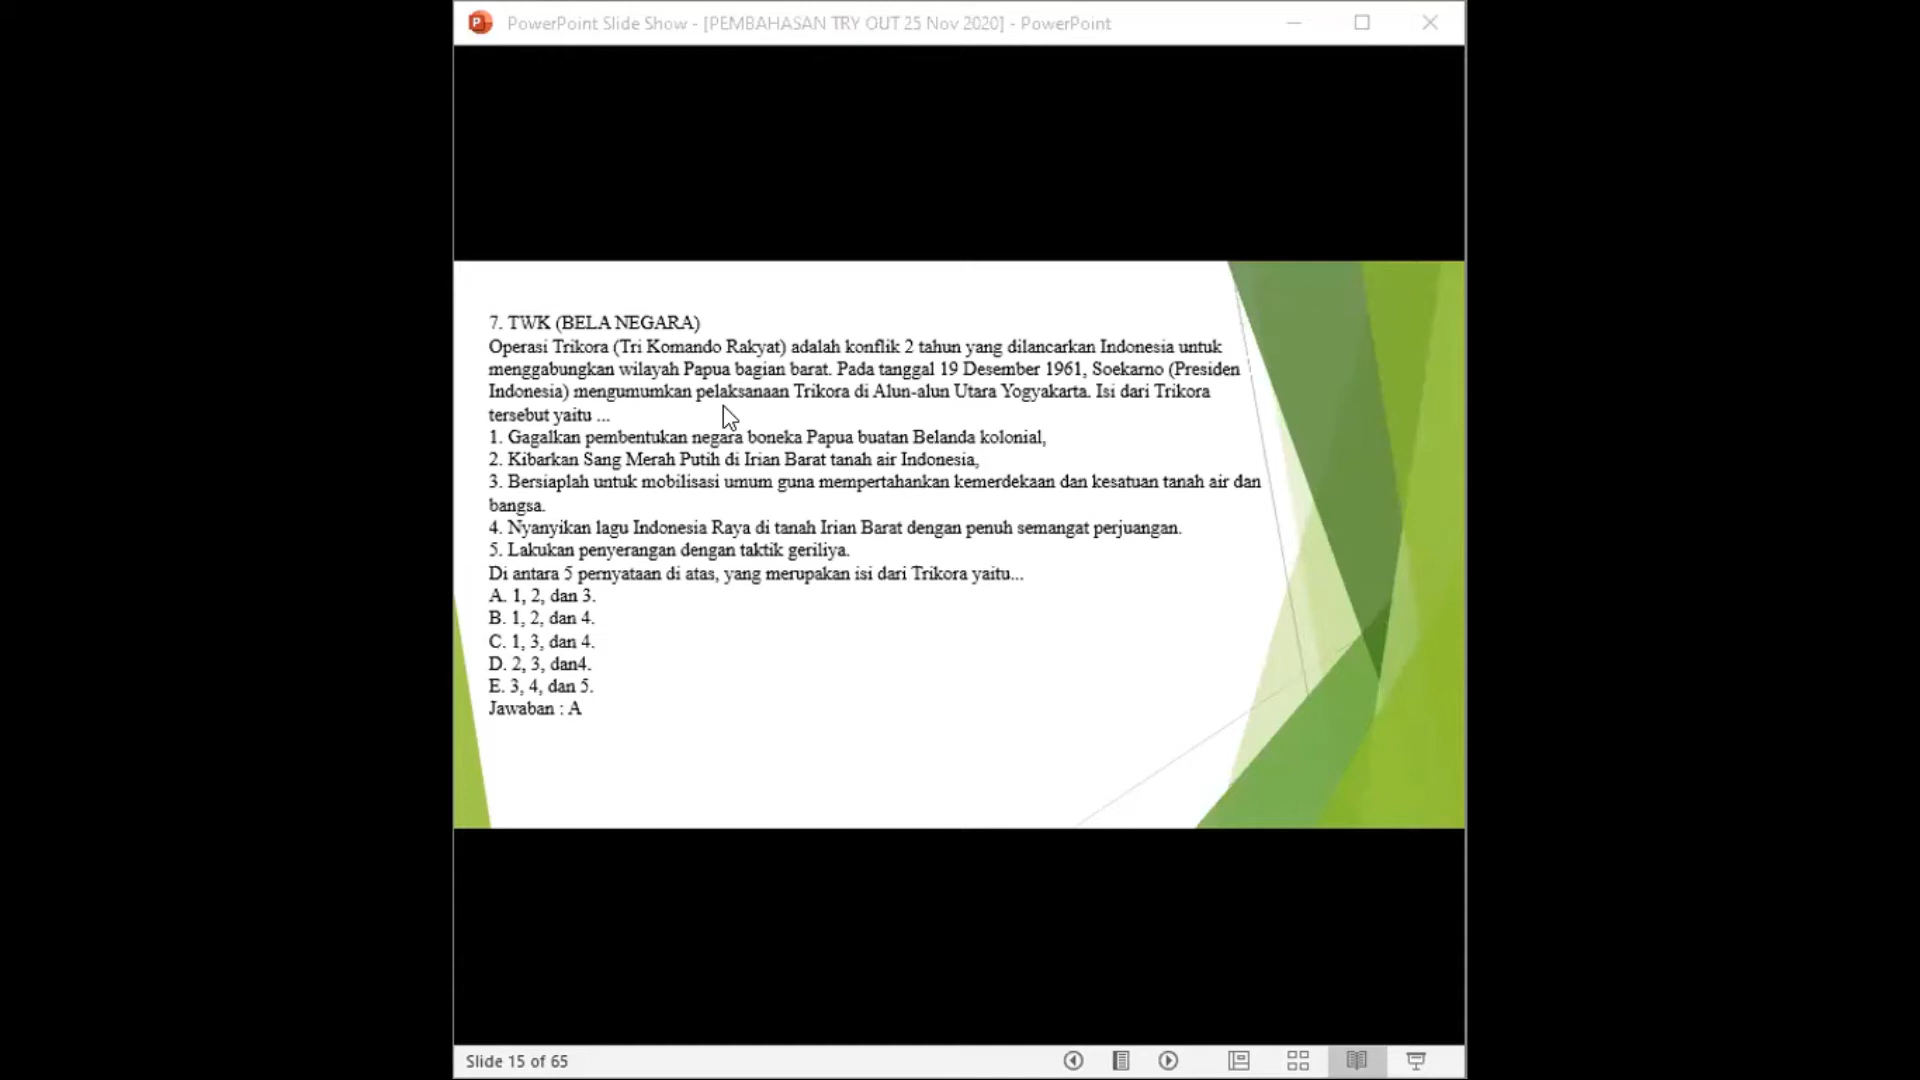 PowerPoint Slide Show - [PEMBAHASAN TRY OUT 25 Nov 2020] - PowerPoint
7. TWK (BELA NEGARA)
Operasi Trikora (Tri Komando Rakyat) adalah konflik 2 tahun yang dilancarkan Indonesia untuk
menggabungkan wilayah Papua bagian barat. Pada tanggal 19 Desember 1961, Soekarno (Presiden
Indonesia) mengumumkan pelaksanaan Trikora di Alun-alun Utara Yogyakarta. Isi dari Trikora
tersebut yaitu ...
1. Gagalkan pembentukan negara boneka Papua buatan Belanda kolonial,
2. Kibarkan Sang Merah Putih di Irian Barat tanah air Indonesia,
3. Bersiaplah untuk mobilisasi umum guna mempertahankan kemerdekaan dan kesatuan tanah air dan
bangsa.
4. Nyanyikan lagu Indonesia Raya di tanah Irian Barat dengan penuh semangat perjuangan.
5. Lakukan penyerangan dengan taktik geriliya.
Di antara 5 pernyataan di atas, yang merupakan isi dari Trikora yaitu...
A. 1, 2, dan 3.
B. 1, 2, dan 4.
C. 1, 3, dan 4.
D. 2, 3, dan4.
E. 3, 4, dan 5.
Jawaban : A
Slide 15 of 65